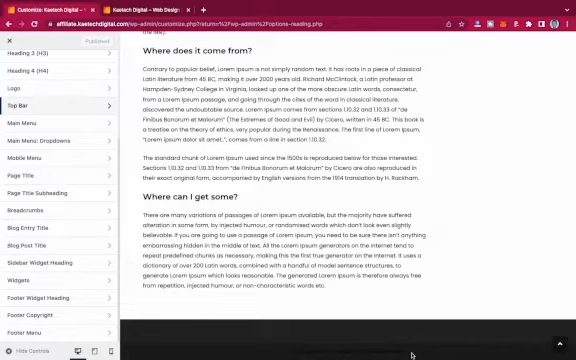 Customize: Kaetech Digital -
Kaetech Digital – Web Design
affiliate.kaetechdigital.com/wp-admin/customize.php?return=%2Fwp-admin%2Foptions-reading.php
Published
Heading 3 (H3)
Heading 4 (H4)
Logo
Top Bar
Main Menu
Main Menu: Dropdowns
Mobile Menu
Page Title
Page Title Subheading
Breadcrumbs
Blog Entry Title
Blog Post Title
Sidebar Widget Heading
Widgets
Footer Widget Heading
Footer Copyright
Footer Menu
Hide Controls
like).
Where does it come from?
Contrary to popular belief, Lorem Ipsum is not simply random text. It has roots in a piece of classical
Latin literature from 45 BC, making it over 2000 years old. Richard McClintock, a Latin professor at
Hampden-Sydney College in Virginia, looked up one of the more obscure Latin words, consectetur,
from a Lorem Ipsum passage, and going through the cites of the word in classical literature,
discovered the undoubtable source. Lorem Ipsum comes from sections 1.10.32 and 1.10.33 of "de
Finibus Bonorum et Malorum" (The Extremes of Good and Evil) by Cicero, written in 45 BC. This book is
a treatise on the theory of ethics, very popular during the Renaissance. The first line of Lorem Ipsum,
"Lorem ipsum dolor sit amet..", comes from a line in section 1.10.32.
The standard chunk of Lorem Ipsum used since the 1500s is reproduced below for those interested.
Sections 1.10.32 and 1.10.33 from "de Finibus Bonorum et Malorum" by Cicero are also reproduced in
their exact original form, accompanied by English versions from the 1914 translation by H. Rackham.
Where can I get some?
There are many variations of passages of Lorem Ipsum available, but the majority have suffered
alteration in some form, by injected humour, or randomised words which don't look even slightly
believable. If you are going to use a passage of Lorem Ipsum, you need to be sure there isn't anything
embarrassing hidden in the middle of text. All the Lorem Ipsum generators on the Internet tend to
repeat predefined chunks as necessary, making this the first true generator on the Internet. It uses a
dictionary of over 200 Latin words, combined with a handful of model sentence structures, to
generate Lorem Ipsum which looks reasonable. The generated Lorem Ipsum is therefore always free
from repetition, injected humour, or non-characteristic words etc.